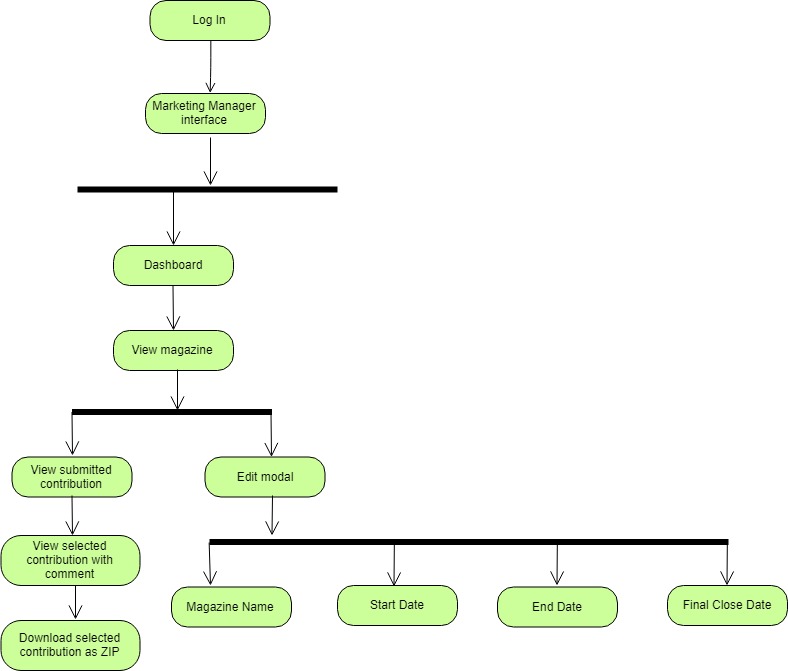 Log In
Marketing Manager
interface
Dashboard
View magazine
View submitted
contribution
Edit modal
View selected
contribution with
comment
Magazine Name
Start Date
End Date
Final Close Date
Download selected
contribution as ZIP